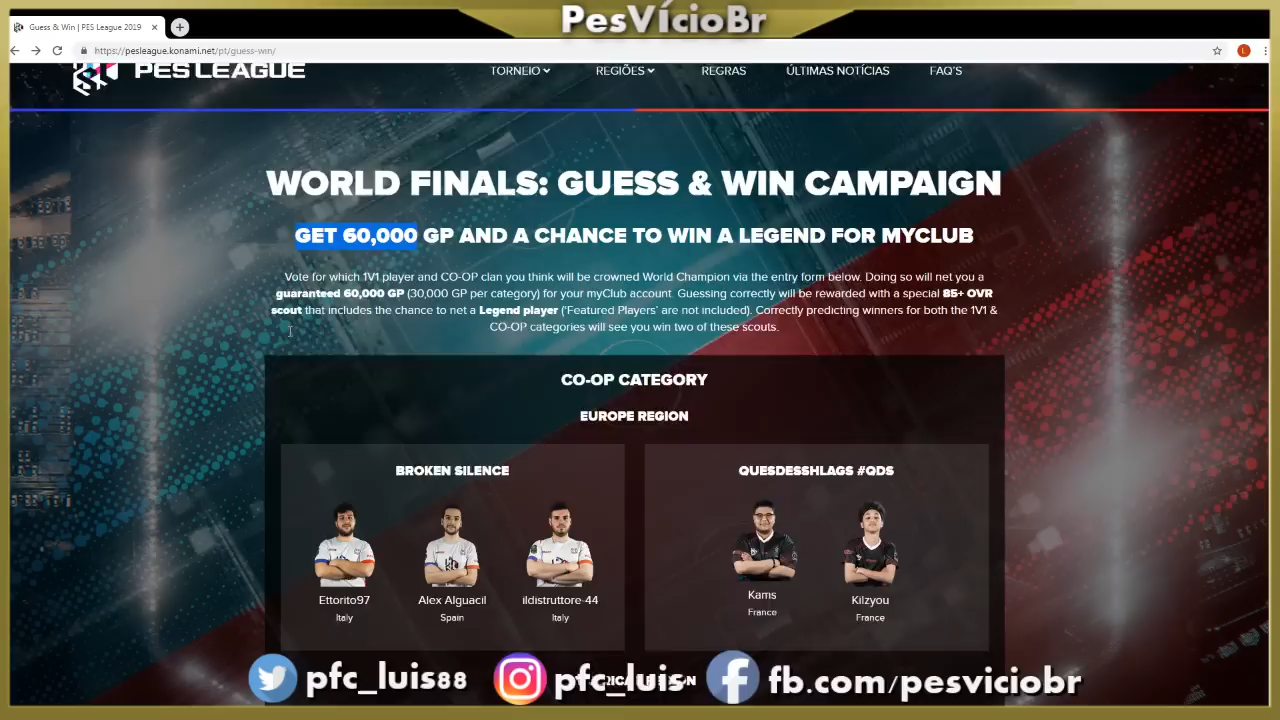 PesVícioBr
Guess & Win | PES League 2019
https://pesleague.konami.net/pt/guess-win/
L
PES LEAGUE
TORNEIO REGIÕES REGRAS ÚLTIMAS NOTÍCIAS FAQ'S
WORLD FINALS: GUESS & WIN CAMPAIGN
GET 60,000 GP AND A CHANCE TO WIN A LEGEND FOR MYCLUB
Vote for which 1V1 player and CO-OP clan you think will be crowned World Champion via the entry form below. Doing so will net you a
guaranteed 60,000 GP (30,000 GP per category) for your myClub account. Guessing correctly will be rewarded with a special 85+ OVR
scout that includes the chance to net a Legend player ('Featured Players' are not included). Correctly predicting winners for both the 1V1 &
CO-OP categories will see you win two of these scouts.
CO-OP CATEGORY
EUROPE REGION
BROKEN SILENCE
QUESDESSHLAGS #QDS
Ettorito97 Alex Alguacil ildistruttore-44
Italy Spain Italy
Kams Kilzyou
France France
pfc_luis88 pfc_luis fb.com/pesviciobr